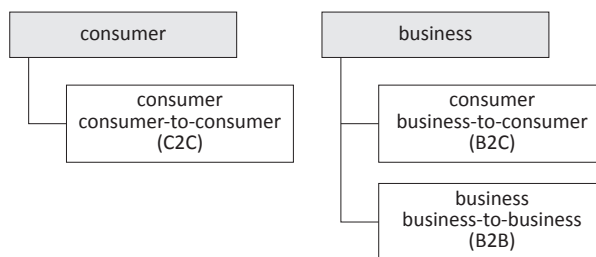 consumer
consumer
consumer-to-consumer
(C2C)
business
consumer
business-to-consumer
(B2C)
business
business-to-business
(B2B)